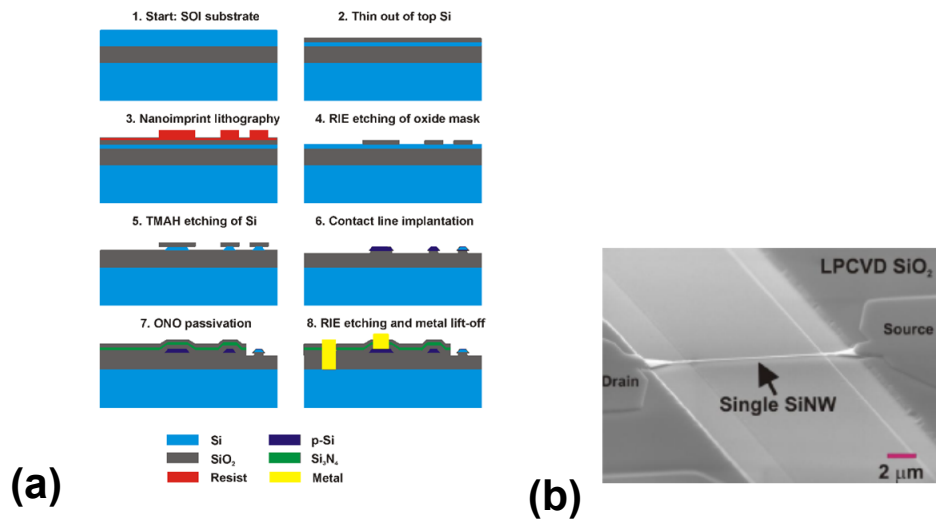 1. Start: SOI substrate
2. Thin out of top Si
3. Nanoimprint lithography
4. RIE etching of oxide mask
5. TMAH etching of Si
6. Contact line implantation
7. ONO passivation
8. RIE etching and metal lift-off
Si
p-Si
SiO₂
Si₃N₄
Resist
Metal
(a)
LPCVD SiO₂
Source
Drain
Single SiNW
2 µm
(b)